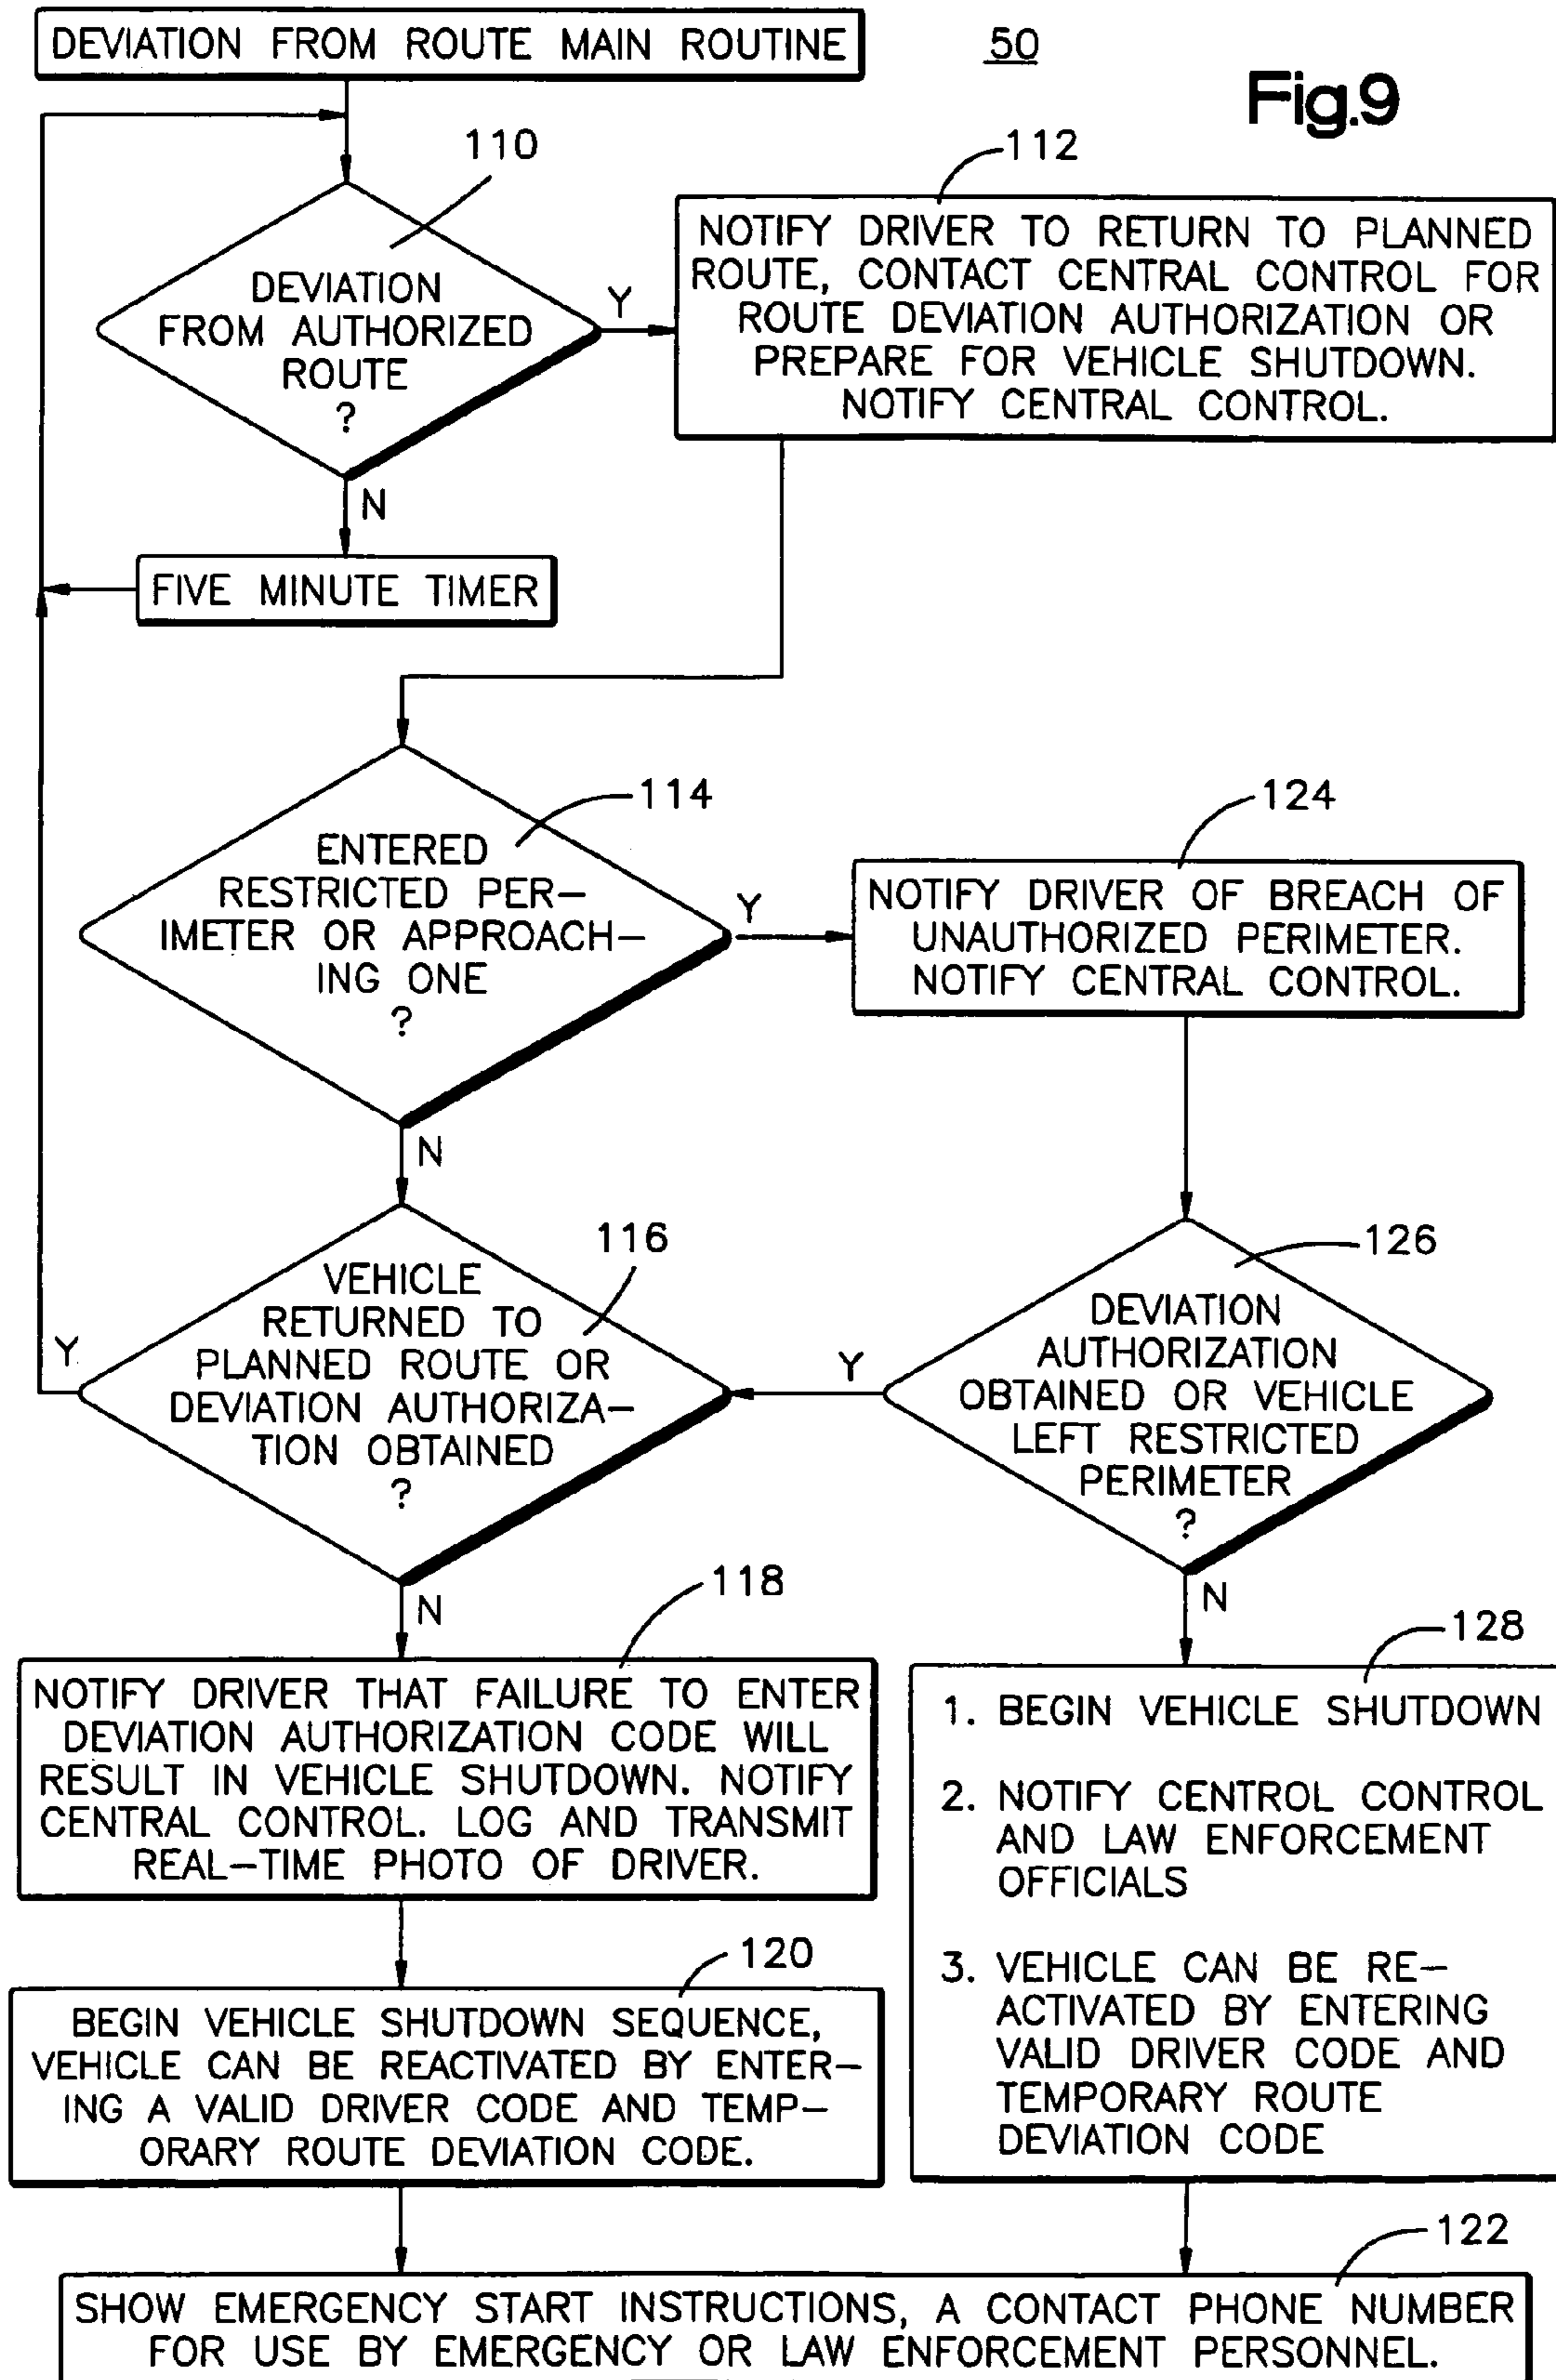 DEVIATION FROM ROUTE MAIN ROUTINE
50
Fig.9
110
DEVIATION
FROM AUTHORIZED
ROUTE
?
Y
N
112
NOTIFY DRIVER TO RETURN TO PLANNED
ROUTE, CONTACT CENTRAL CONTROL FOR
ROUTE DEVIATION AUTHORIZATION OR
PREPARE FOR VEHICLE SHUTDOWN.
NOTIFY CENTRAL CONTROL.
FIVE MINUTE TIMER
114
ENTERED
RESTRICTED PER-
IMETER OR APPROACH-
ING ONE
?
Y
N
124
NOTIFY DRIVER OF BREACH OF
UNAUTHORIZED PERIMETER.
NOTIFY CENTRAL CONTROL.
116
VEHICLE
RETURNED TO
PLANNED ROUTE OR
DEVIATION AUTHORIZA-
TION OBTAINED
?
Y
N
126
DEVIATION
AUTHORIZATION
OBTAINED OR VEHICLE
LEFT RESTRICTED
PERIMETER
?
Y
N
118
NOTIFY DRIVER THAT FAILURE TO ENTER
DEVIATION AUTHORIZATION CODE WILL
RESULT IN VEHICLE SHUTDOWN. NOTIFY
CENTRAL CONTROL. LOG AND TRANSMIT
REAL-TIME PHOTO OF DRIVER.
128
1. BEGIN VEHICLE SHUTDOWN
2. NOTIFY CENTROL CONTROL
AND LAW ENFORCEMENT
OFFICIALS
3. VEHICLE CAN BE RE-
ACTIVATED BY ENTERING
VALID DRIVER CODE AND
TEMPORARY ROUTE
DEVIATION CODE
120
BEGIN VEHICLE SHUTDOWN SEQUENCE,
VEHICLE CAN BE REACTIVATED BY ENTER-
ING A VALID DRIVER CODE AND TEMP-
ORARY ROUTE DEVIATION CODE.
122
SHOW EMERGENCY START INSTRUCTIONS, A CONTACT PHONE NUMBER
FOR USE BY EMERGENCY OR LAW ENFORCEMENT PERSONNEL.